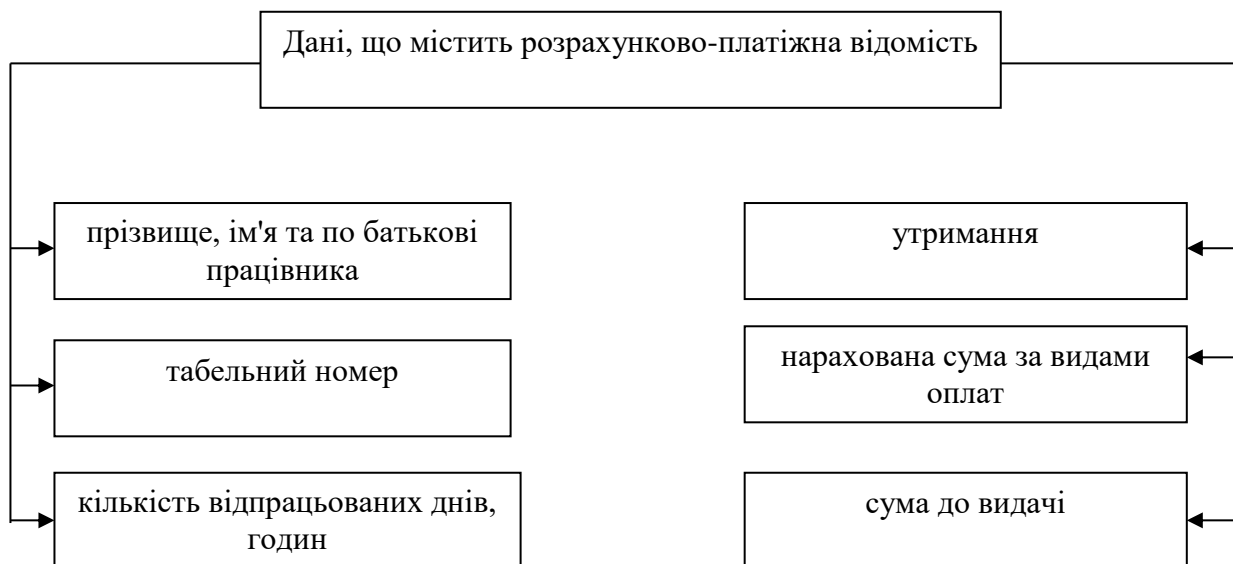 Дані, що містить розрахунково-платіжна відомість
прізвище, ім'я та по батькові
працівника
табельний номер
кількість відпрацьованих днів,
годин
утримання
нарахована сума за видами
оплат
сума до видачі